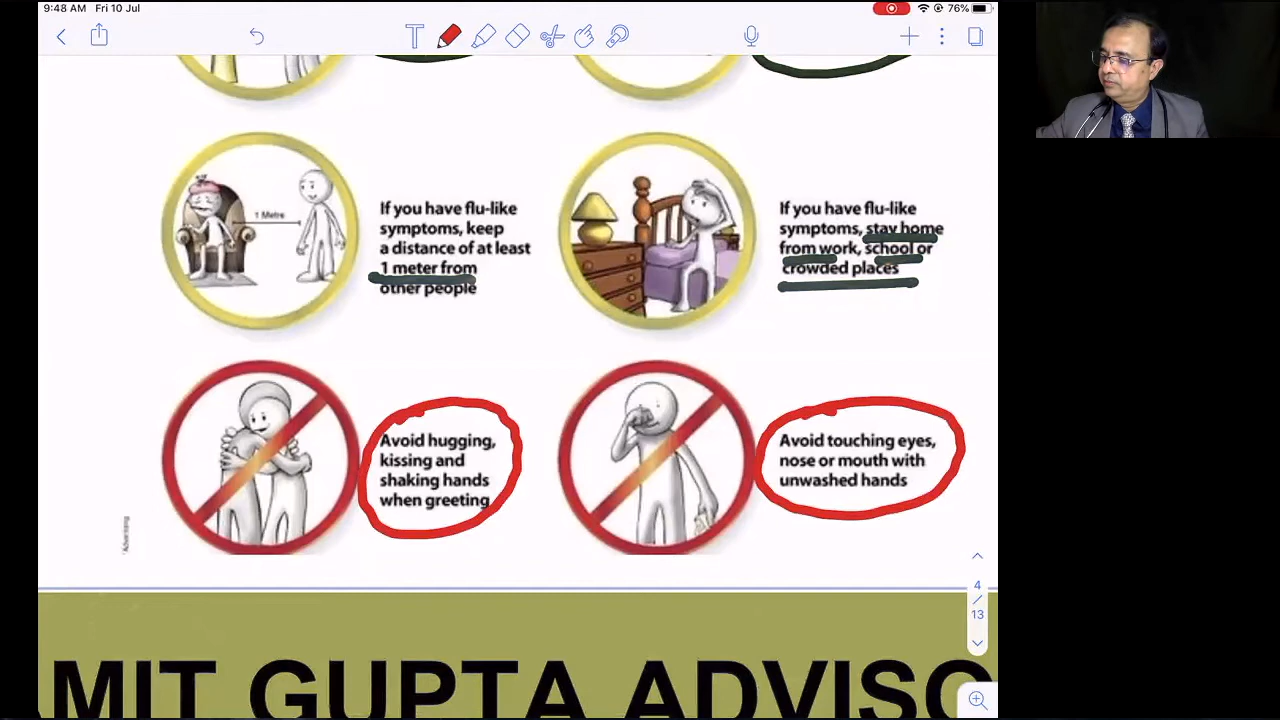 9:48 AM Fri 10 Jul
76%
T
1 Metre
If you have flu-like
symptoms, keep
a distance of at least
1 meter from
other people
If you have flu-like
symptoms, stay home
from work, school or
crowded places
Avoid hugging,
kissing and
shaking hands
when greeting
Avoid touching eyes,
nose or mouth with
unwashed hands
Advertising
4
/
13
MIT GUPTA ADVISO